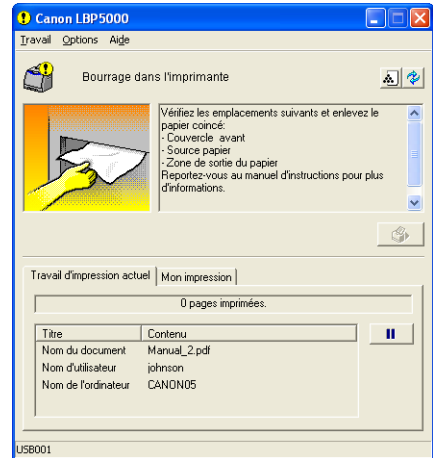 Canon LBP5000
Travail Options Aide
Bourrage dans l'imprimante
Vérifiez les emplacements suivants et enlevez le
papier coincé:
- Couvercle avant
- Source papier
- Zone de sortie du papier
Reportez-vous au manuel d'instructions pour plus
d'informations.
Travail d'impression actuel Mon impression
0 pages imprimées.
Titre Contenu
Nom du document Manual_2.pdf
Nom d'utilisateur johnson
Nom de l'ordinateur CANON05
USB001